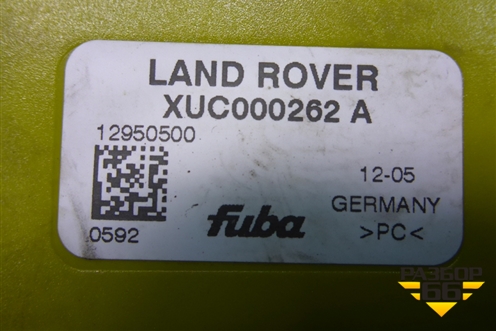 LAND ROVER
XUC000262 A
12950500
12-05
fuba
GERMANY
0592
>PC<
РАЗБОР
66